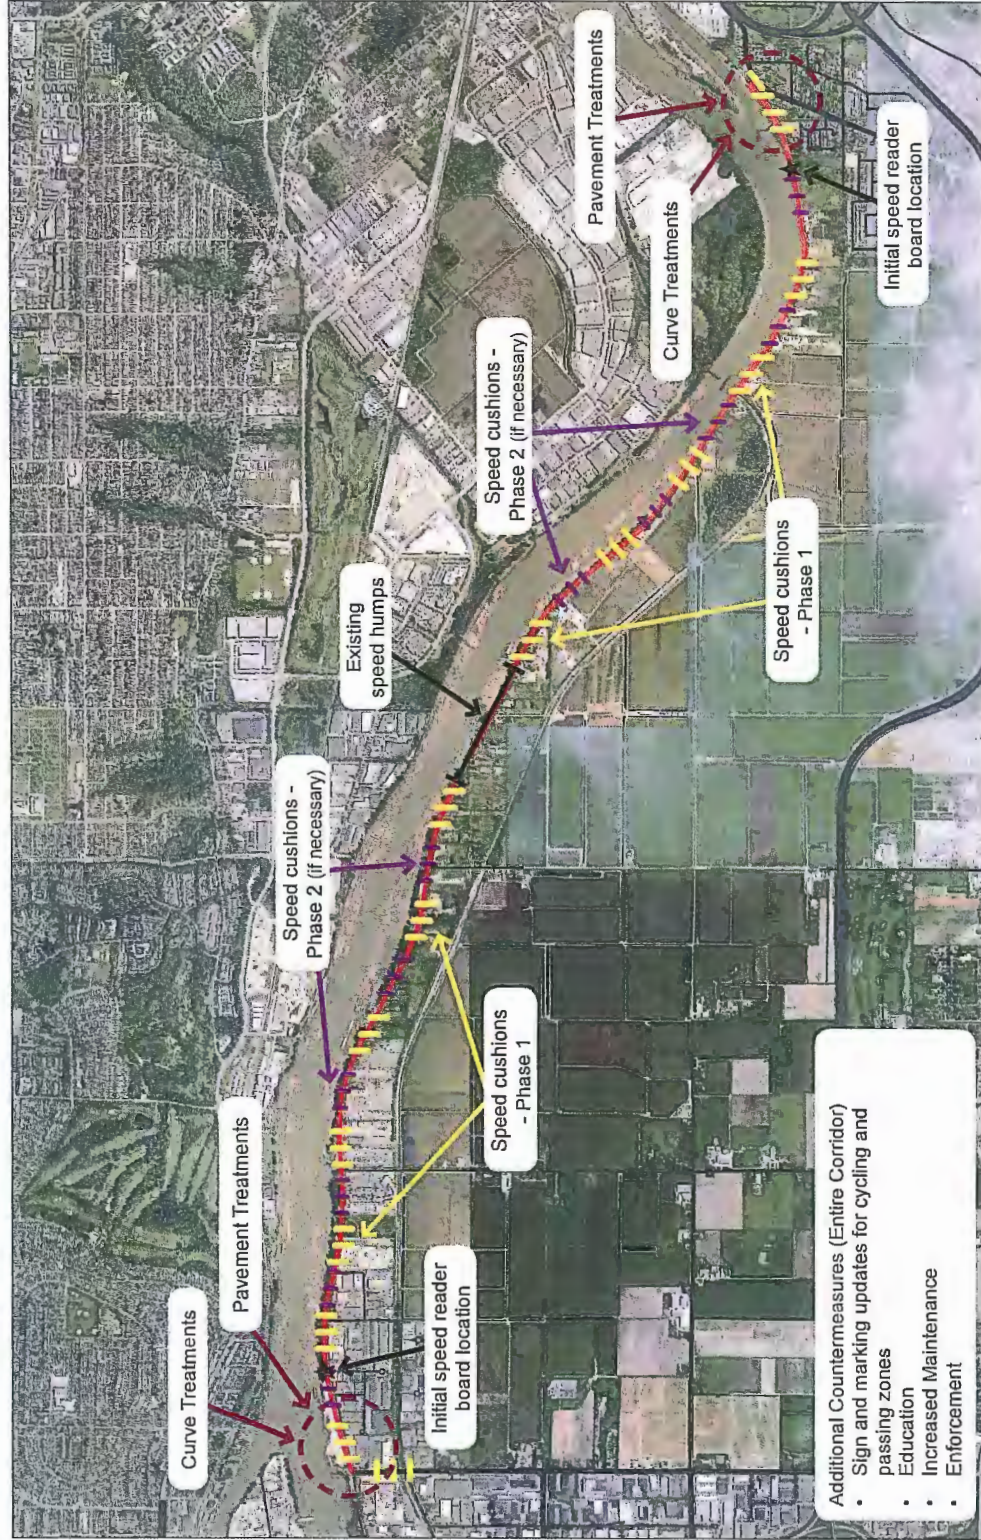 Curve Treatments
Pavement Treatments
Initial speed reader
board location
Speed cushions -
Phase 2 (if necessary)
Speed cushions
- Phase 1
Existing
speed humps
Speed cushions -
Phase 2 (if necessary)
Speed cushions
- Phase 1
Curve Treatments
Pavement Treatments
Initial speed reader
board location
Additional Countermeasures (Entire Corridor)
• Sign and marking updates for cycling and
passing zones
• Education
• Increased Maintenance
• Enforcement